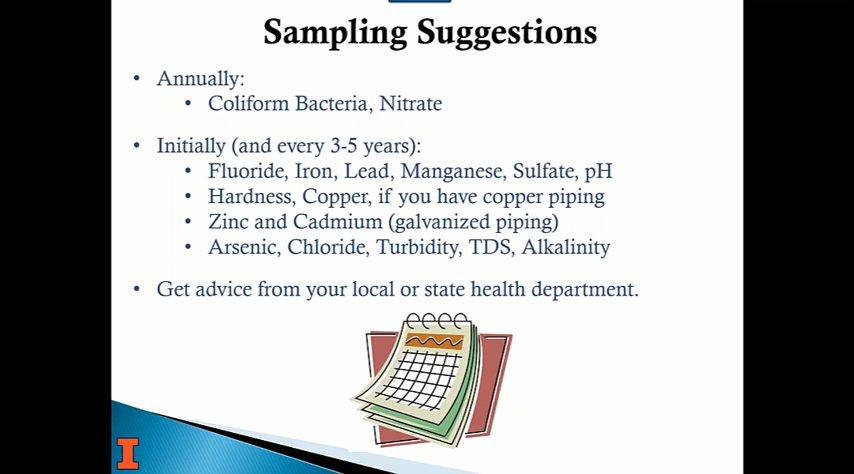 Sampling Suggestions
• Annually:
• Coliform Bacteria, Nitrate
• Initially (and every 3-5 years):
• Fluoride, Iron, Lead, Manganese, Sulfate, pH
• Hardness, Copper, if you have copper piping
• Zinc and Cadmium (galvanized piping)
• Arsenic, Chloride, Turbidity, TDS, Alkalinity
• Get advice from your local or state health department.
I